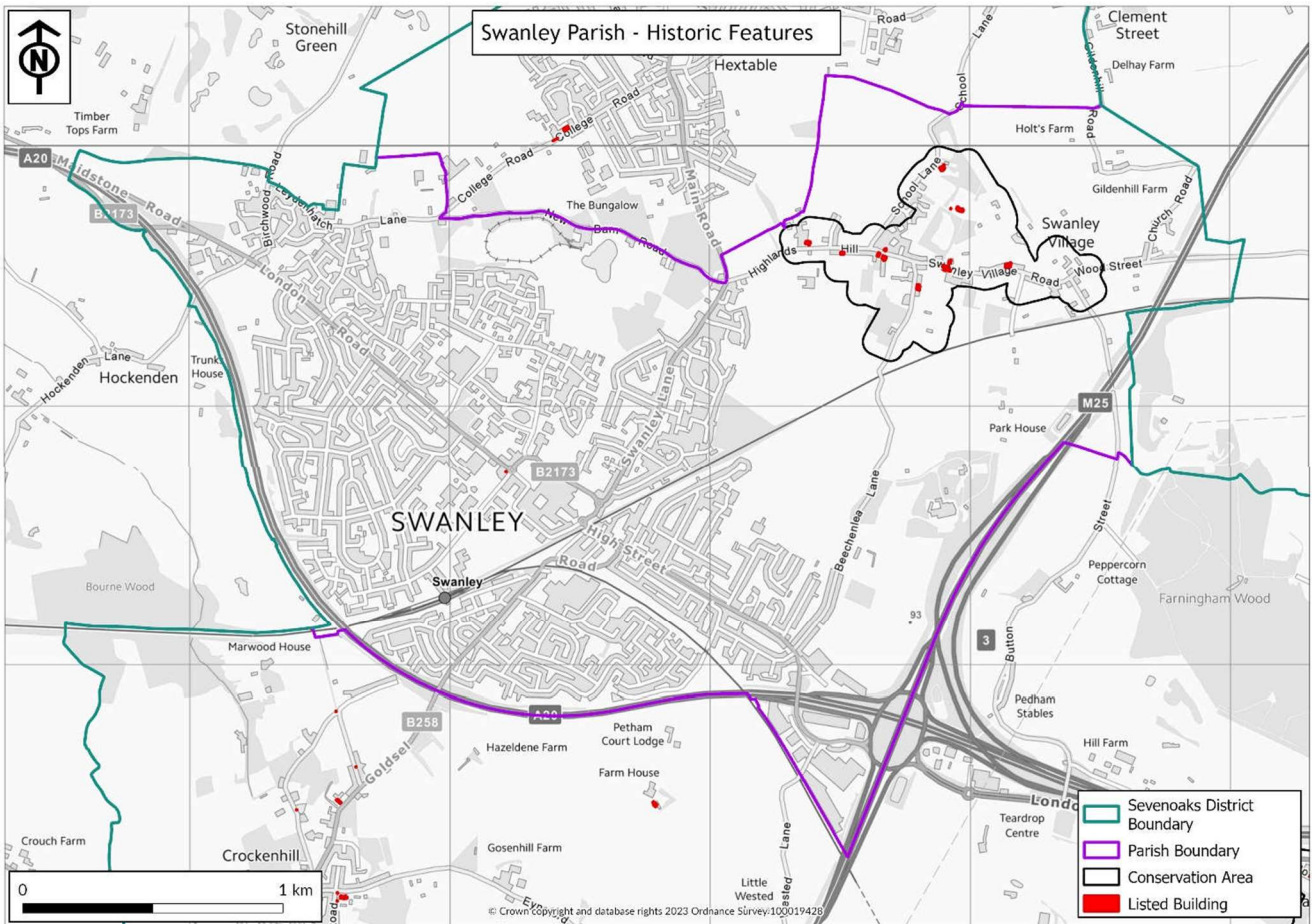 Swanley Parish - Historic Features
N
Stonehill
Green
Road
Lane
Clement
Street
Hextable
Gildenhill
Delhay Farm
Timber
Tops Farm
College
Road
School
Holt's Farm
Road
A20
Maidstone
Road
Birchwood Road
Leydenhatch
Lane
College
Road
Main Road
School Lane
Gildenhill Farm
B2173
The Bungalow
New
Barn
Road
Church Road
Swanley
Village
Highlands
Hill
Swanley
Village
Road
Wood Street
London
Road
Hockenden
Lane
Hockenden
Trunks
House
Swanley Lane
M25
Park House
B2173
SWANLEY
High Street
Road
Beechenlea
Lane
Street
Peppercorn
Cottage
Swanley
Bourne Wood
Farningham Wood
93
3
Button
Marwood House
Pedham
Stables
B258
A20
Petham
Court Lodge
Hazeldene Farm
Hill Farm
Goldsel
Farm House
Londo
Teardrop
Centre
Crouch Farm
Crockenhill
Gosenhill Farm
Little
Wested
asted
Lane
oad
Eyn
0
1 km
© Crown copyright and database rights 2023 Ordnance Survey 100019428
Sevenoaks District
Boundary
Parish Boundary
Conservation Area
Listed Building